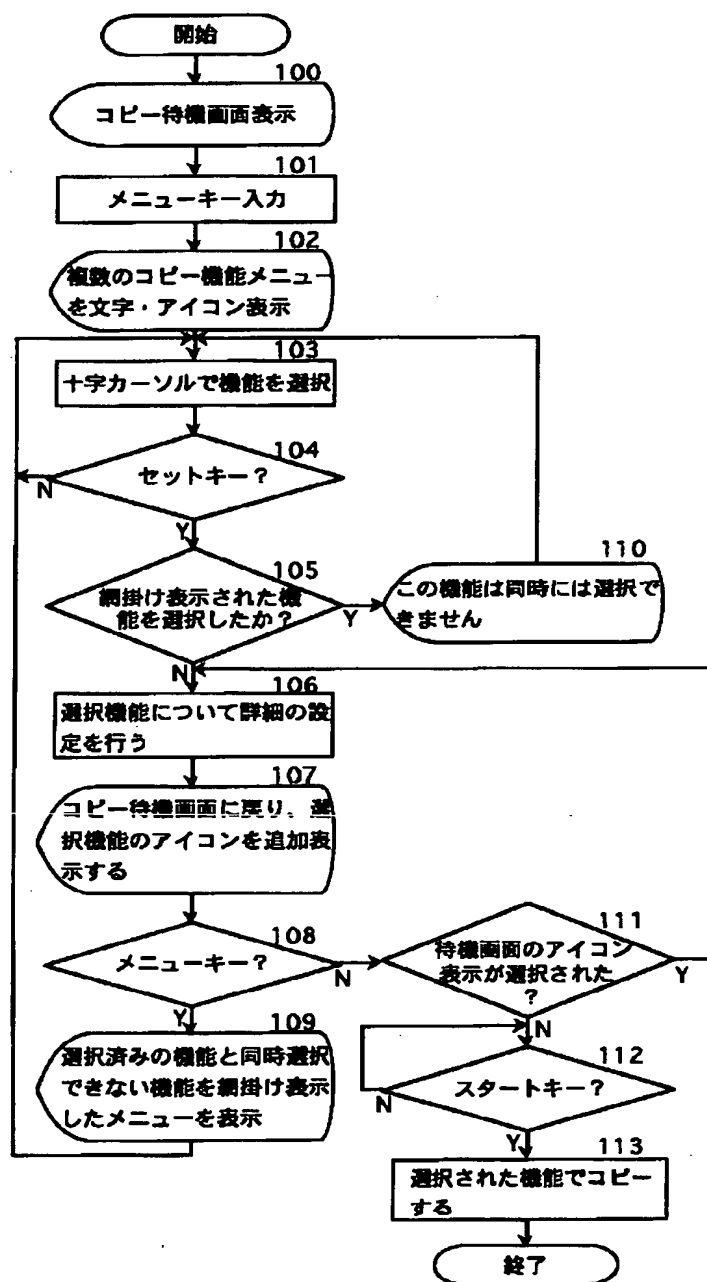 開始
100
コピー待機画面表示
101
メニューキー入力
102
複数のコピー機能メニュー
を文字・アイコン表示
103
十字カーソルで機能を選択
104
セットキー?
N
Y
105
網掛け表示された機
能を選択したか?
Y
N
110
この機能は同時には選択で
きません
106
選択機能について詳細の設
定を行う
107
コピー待機画面に戻り、選
択機能のアイコンを追加表
示する
108
メニューキー?
N
Y
109
選択済みの機能と同時選択
できない機能を網掛け表示
したメニューを表示
111
待機画面のアイコン
表示が選択された
?
Y
N
112
スタートキー?
N
Y
113
選択された機能でコピー
する
終了